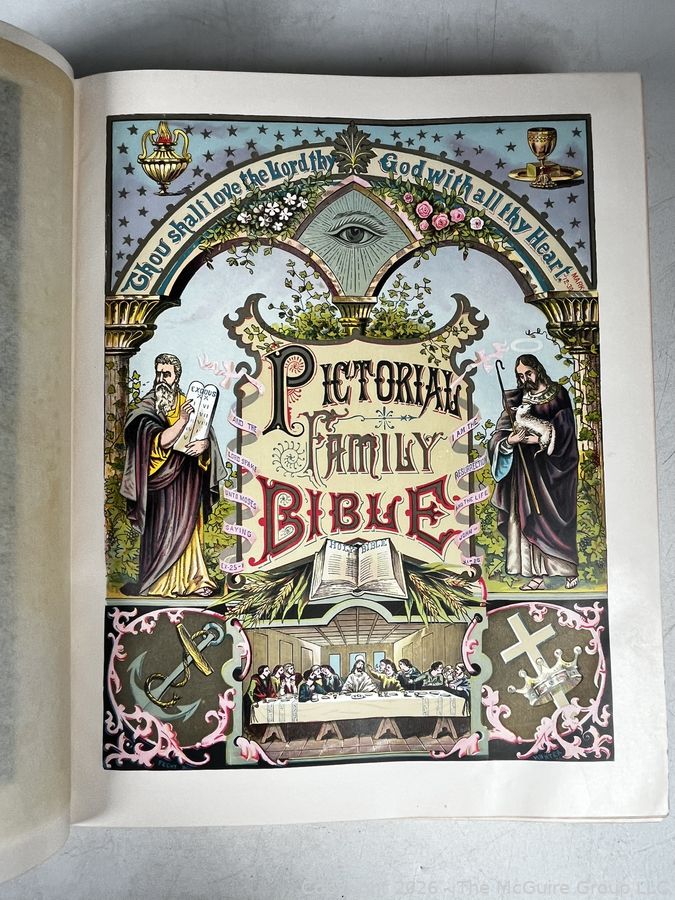 Thou shall love the Lord thy God with all thy Heart.
MARK 12-30
PICTORIAL
FAMILY
BIBLE
EXODUS
AND THE
LORD SPAKE
UNTO MOSES
SAYING
I AM THE
RESURRECTION
AND THE LIFE
JOHN
HOLY BIBLE
Copyright 2026 - The McGuire Group LLC